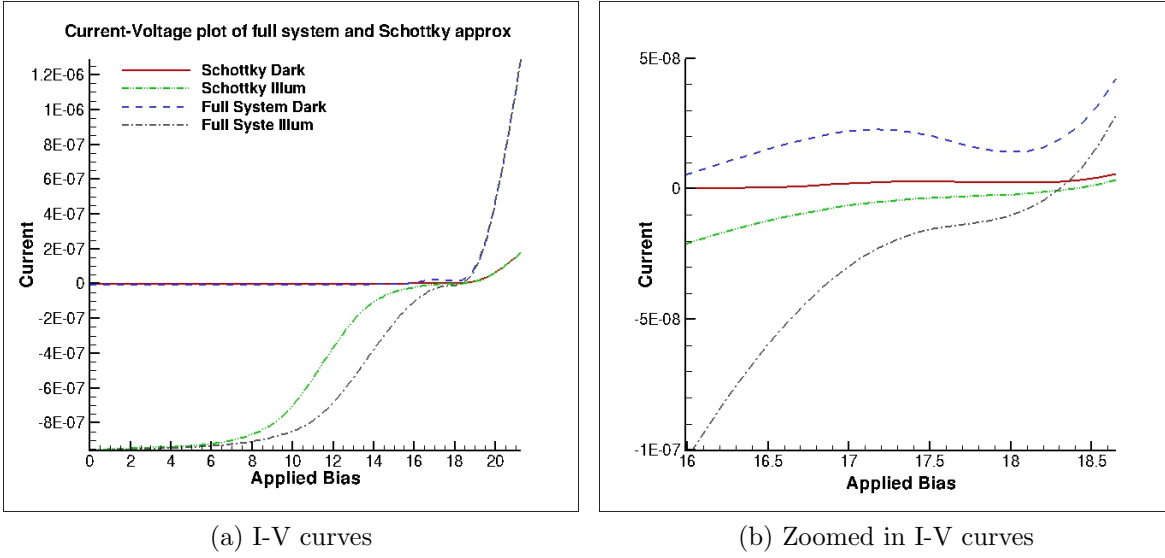 Current-Voltage plot of full system and Schottky approx
Schottky Dark
Schottky Illum
Full System Dark
Full Syste Illum
1.2E-06
1E-06
8E-07
6E-07
4E-07
2E-07
0
-2E-07
-4E-07
-6E-07
-8E-07
Current
0 2 4 6 8 10 12 14 16 18 20
Applied Bias
(a) I-V curves
5E-08
0
-5E-08
-1E-07
Current
16 16.5 17 17.5 18 18.5
Applied Bias
(b) Zoomed in I-V curves